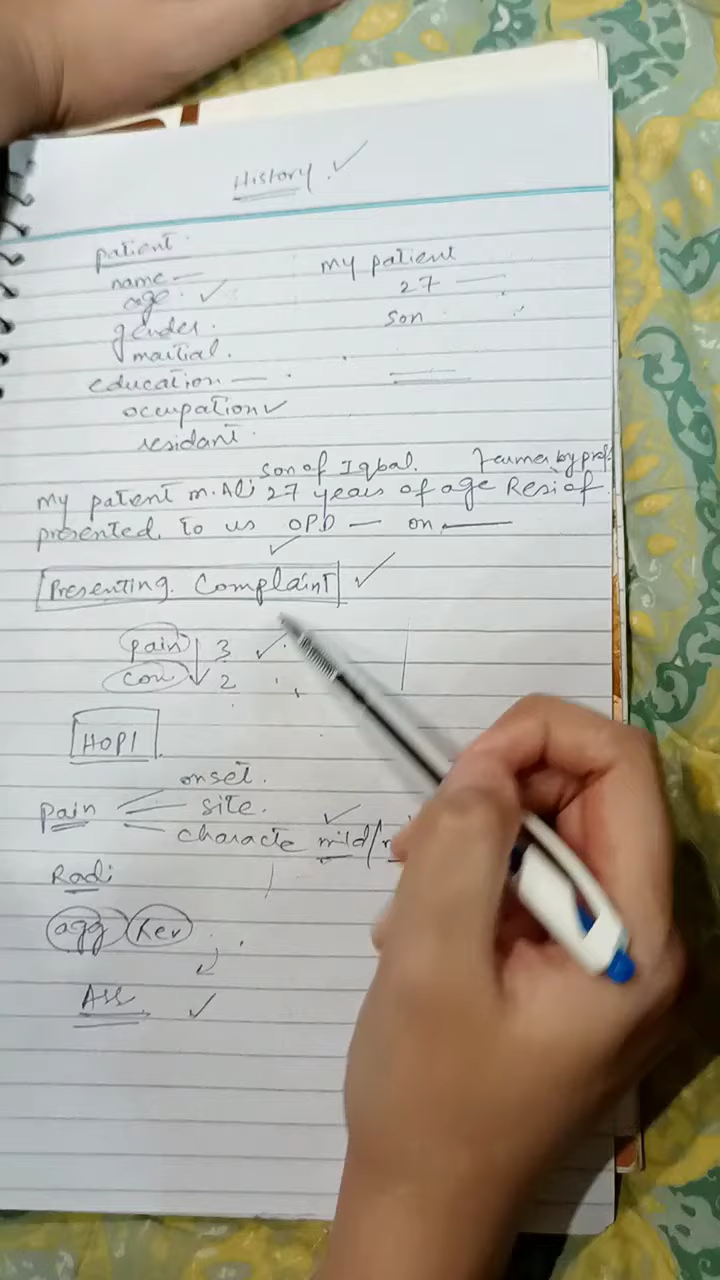 History.
patient.
name — my patient
age. 27 —
gender. son
maitial.
education —
occupation
residant.
son of Iqbal. Farmer by prof
my patent m. Ali 27 years of age Resi of
presented to us OPD — on
Presenting. Complaint
pain 3
Con 2
HOPI
onset.
pain site.
characte mild/
Radi
agg Rev
Ass